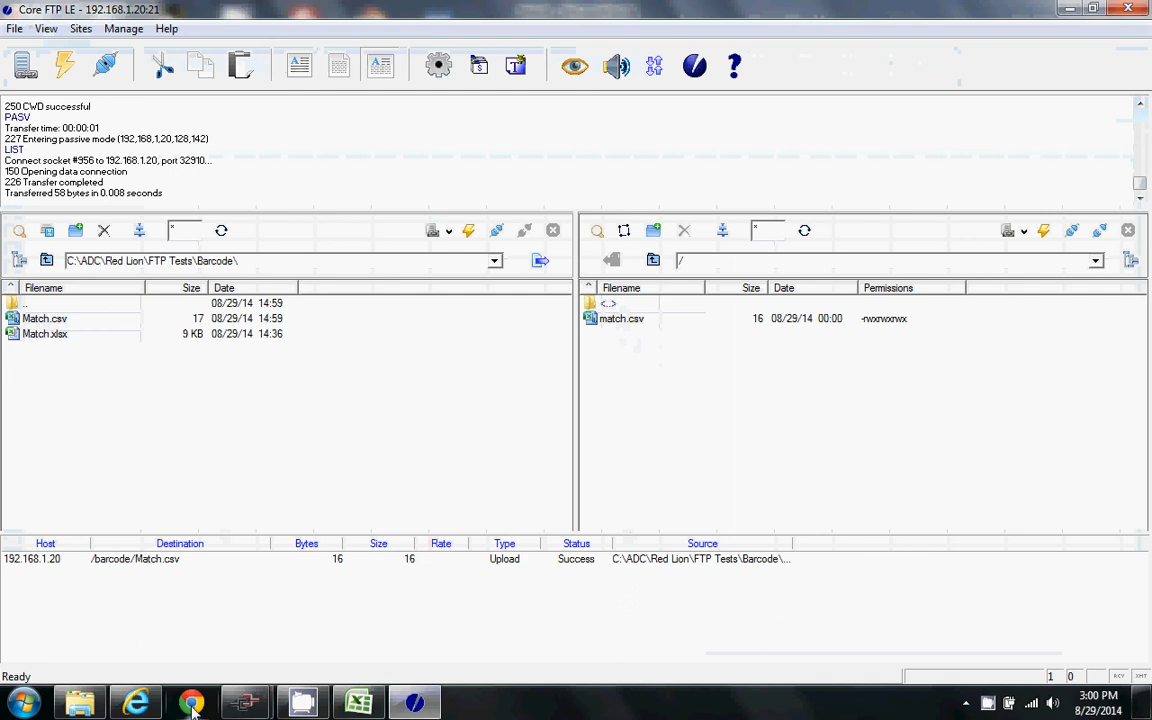 Core FTP LE - 192.168.1.20:21
File View Sites Manage Help
250 CWD successful
PASV
Transfer time: 00:00:01
227 Entering passive mode (192,168,1,20,128,142)
LIST
Connect socket #956 to 192.168.1.20, port 32910...
150 Opening data connection
226 Transfer completed
Transferred 58 bytes in 0.008 seconds
* *
C:\ADC\Red Lion\FTP Tests\Barcode\ /
^ Filename Size Date ^ Filename Size Date Permissions
.. 08/29/14 14:59 <..>
Match.csv 17 08/29/14 14:59 match.csv 16 08/29/14 00:00 -rwxrwxrwx
Match.xlsx 9 KB 08/29/14 14:36
Host Destination Bytes Size Rate Type Status Source
192.168.1.20 /barcode/Match.csv 16 16 Upload Success C:\ADC\Red Lion\FTP Tests\Barcode\...
Ready 1 0 RCV XMT
3:00 PM
8/29/2014